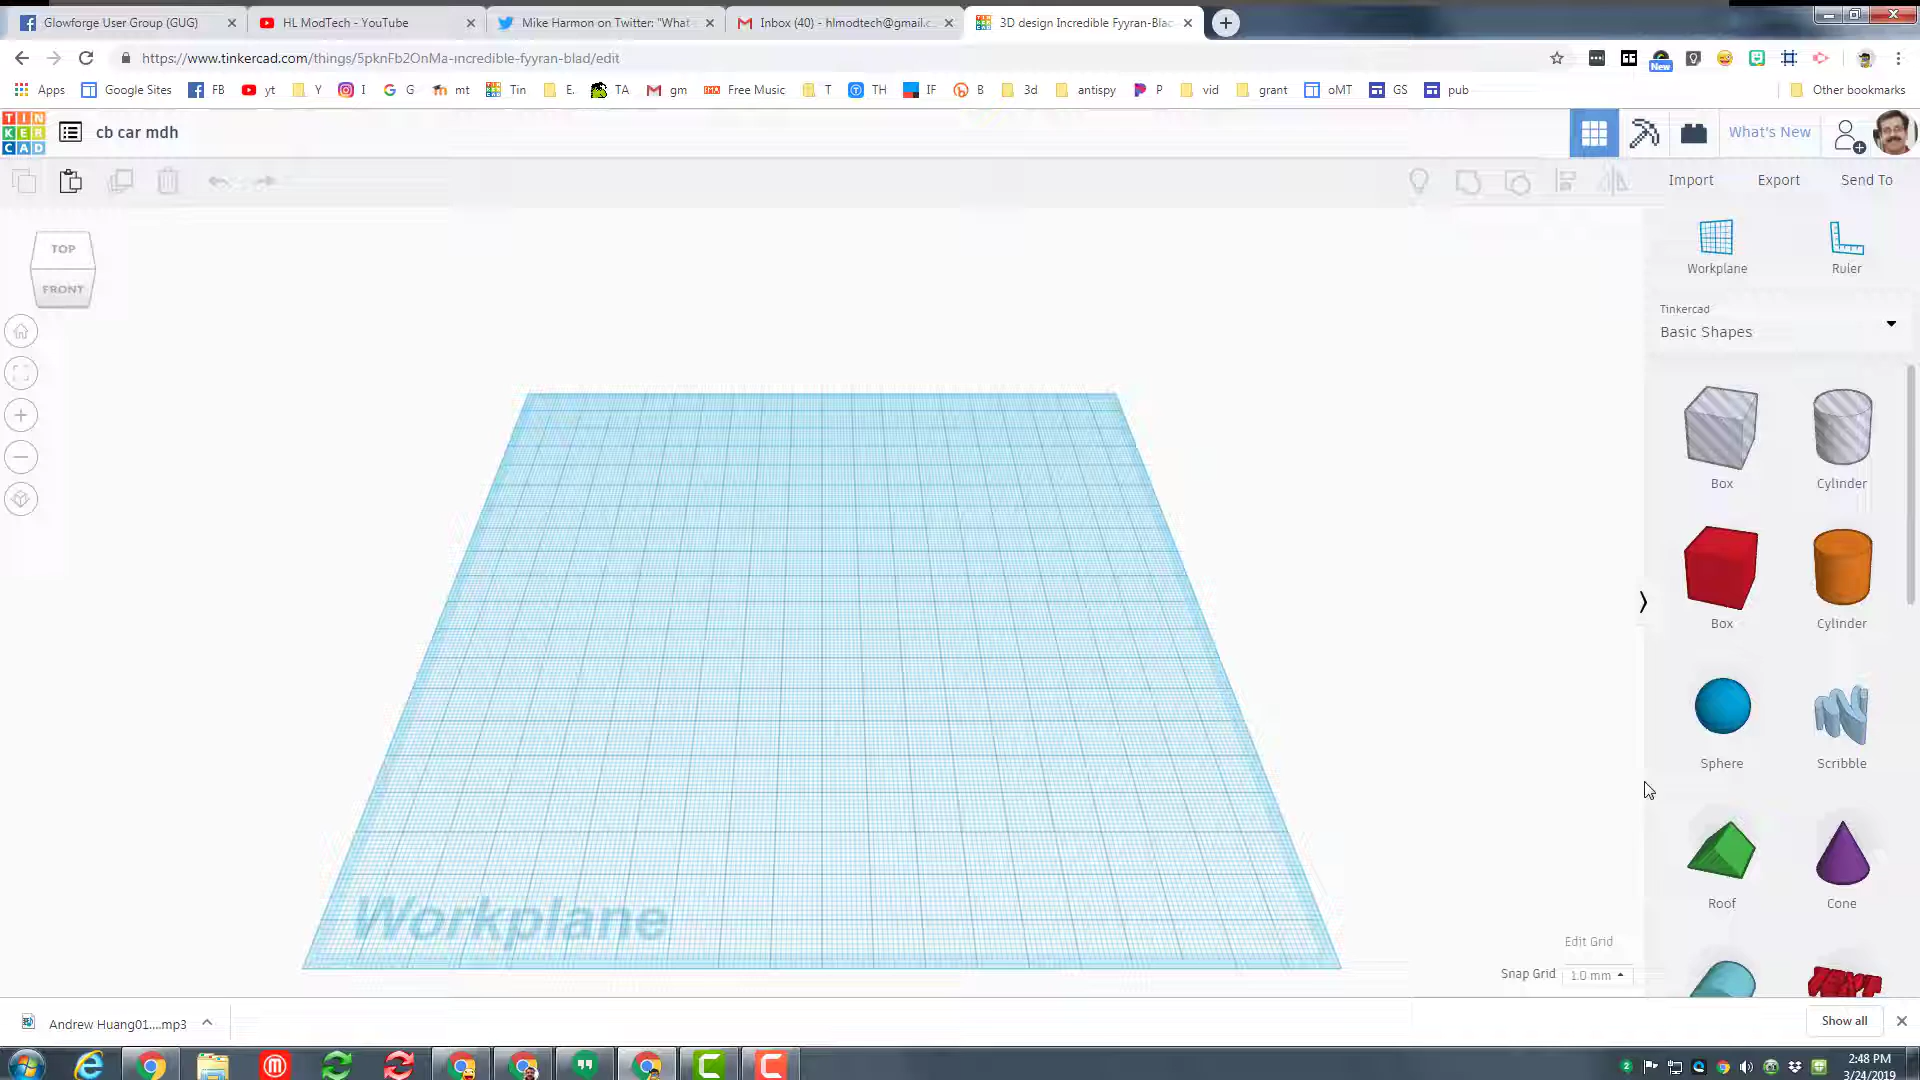 Glowforge User Group (GUG)
HL ModTech - YouTube
Mike Harmon on Twitter: "What
Inbox (40) - hlmodtech@gmail.c
3D design Incredible Fyyran-Blac
https://www.tinkercad.com/things/5pknFb2OnMa-incredible-fyyran-blad/edit
New
Apps
Google Sites
FB
yt
Y
I
G
mt
Tin
E.
TA
gm
Free Music
T
TH
IF
B
3d
antispy
P
vid
grant
oMT
GS
pub
Other bookmarks
TIN
KER
CAD
cb car mdh
What's New
Import
Export
Send To
TOP
FRONT
Workplane
Ruler
Tinkercad
Basic Shapes
Box
Cylinder
Box
Cylinder
Sphere
Scribble
Roof
Cone
TEXT
Workplane
Edit Grid
Snap Grid
1.0 mm
Andrew Huang01....mp3
Show all
2:48 PM
3/24/2019